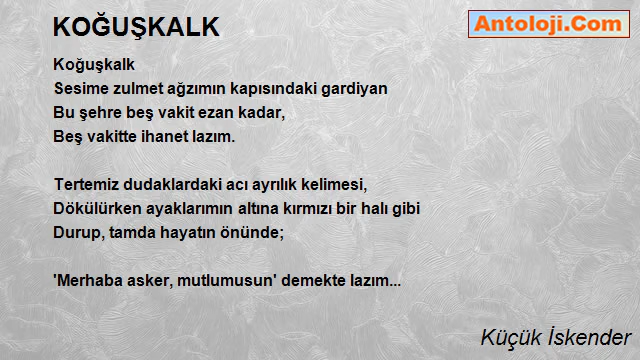 KOĞUŞKALK
Antoloji.Com
Koğuşkalk
Sesime zulmet ağzımın kapısındaki gardiyan
Bu şehre beş vakit ezan kadar,
Beş vakitte ihanet lazım.
Tertemiz dudaklardaki acı ayrılık kelimesi,
Dökülürken ayaklarımın altına kırmızı bir halı gibi
Durup, tamda hayatın önünde;
'Merhaba asker, mutlumusun' demekte lazım...
Küçük İskender